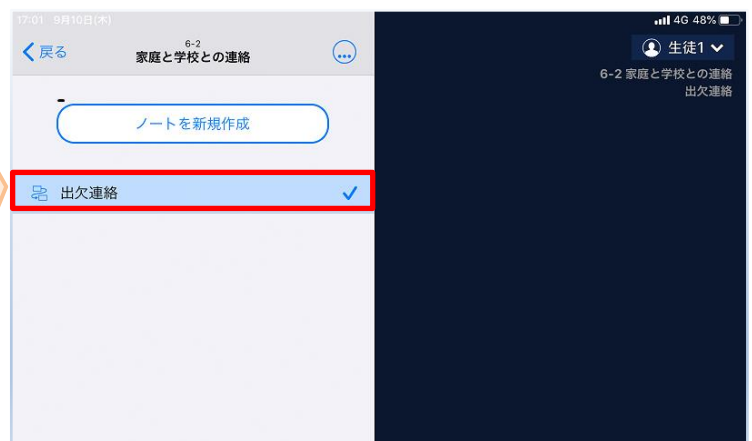 17:01 9月10日(木)
4G 48%
戻る
6-2
家庭と学校との連絡
生徒1
6-2 家庭と学校との連絡
出欠連絡
ノートを新規作成
出欠連絡